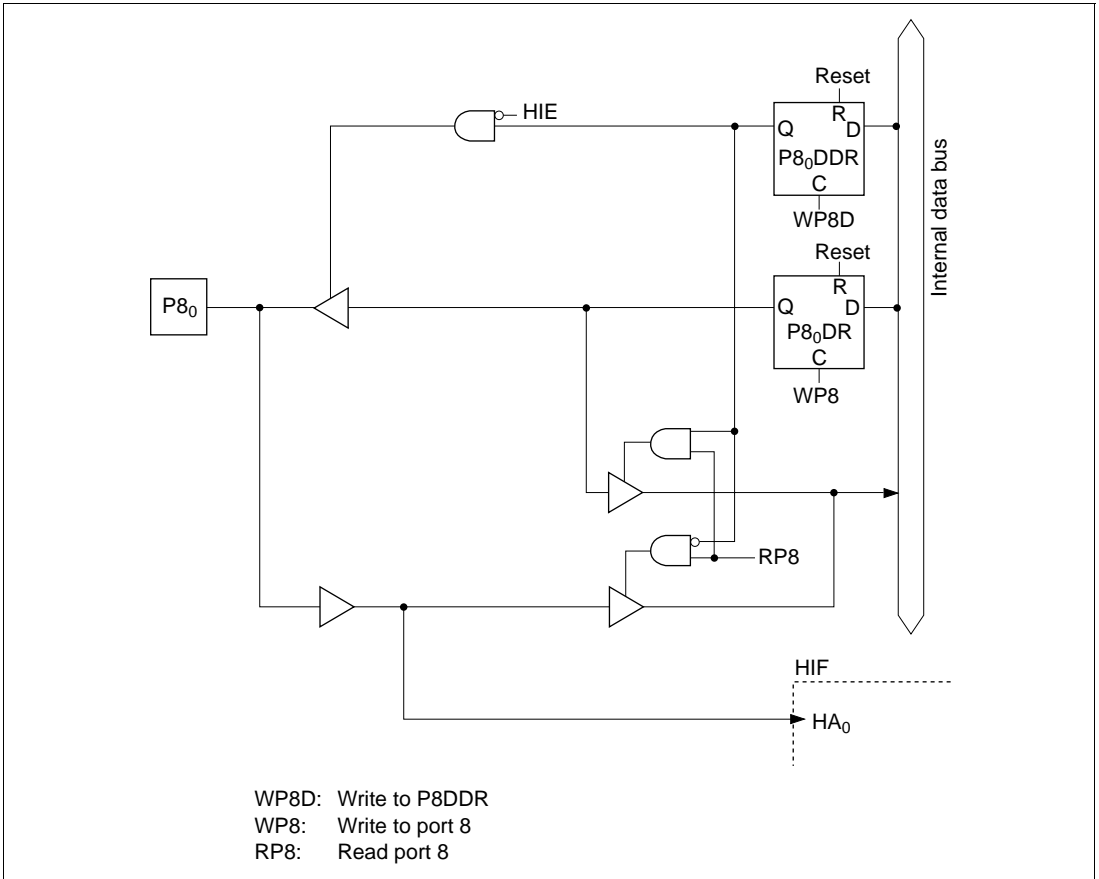 Reset
HIE
Q
R
D
P8₀DDR
C
WP8D
Internal data bus
Reset
P8₀
Q
R
D
P8₀DR
C
WP8
RP8
HIF
HA₀
WP8D: Write to P8DDR
WP8: Write to port 8
RP8: Read port 8